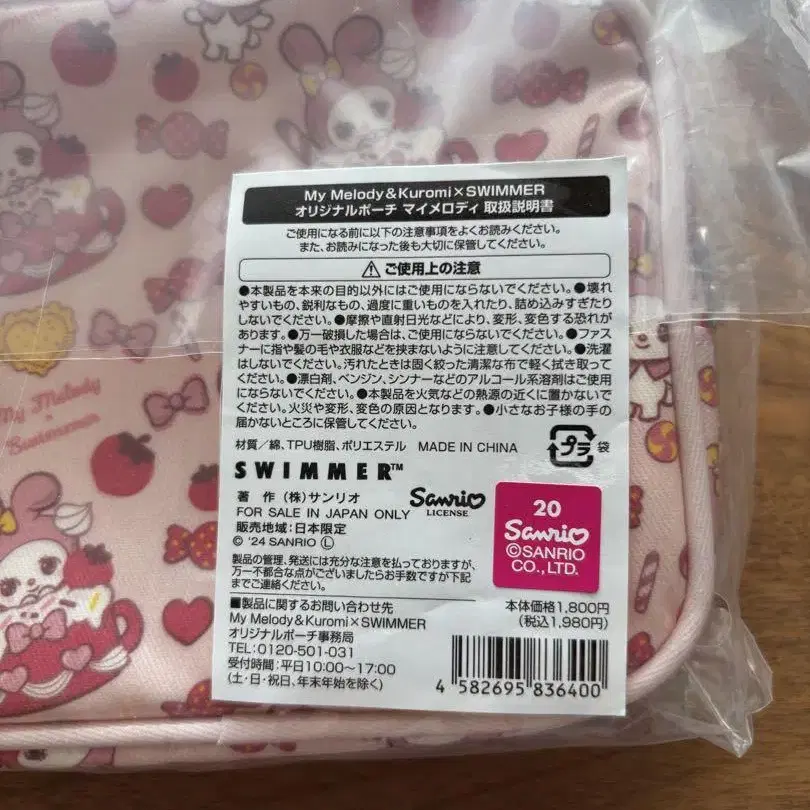 My Melody
×
Swimmer
My Melody&Kuromi×SWIMMER
オリジナルポーチ マイメロディ 取扱説明書
ご使用になる前に以下の注意事項をよくお読みください。
また、お読みになった後も大切に保管してください。
ご使用上の注意
●本製品を本来の目的以外にはご使用にならないでください。●壊れ
やすいもの、鋭利なもの、過度に重いものを入れたり、詰め込みすぎたり
しないでください。●摩擦や直射日光などにより、変形、変色する恐れが
あります。●万一破損した場合は、ご使用にならないでください。●ファス
ナーに指や髪の毛や衣服などを挟まないように注意してください。●洗濯
はしないでください。汚れたときは固く絞った清潔な布で軽く拭き取って
ください。●漂白剤、ベンジン、シンナーなどのアルコール系溶剤はご使用
にならないでください。●本製品を火気などの熱源の近くに置かないでく
ださい。火災や変形、変色の原因となります。●小さなお子様の手の
届かないところに保管してください。
材質/綿、TPU樹脂、ポリエステル MADE IN CHINA
プラ 袋
SWIMMER™
著 作 (株)サンリオ
FOR SALE IN JAPAN ONLY
販売地域:日本限定
© '24 SANRIO Ⓛ
Sanrio
LICENSE
20
Sanrio
©SANRIO
CO.,LTD.
製品の管理、発送には充分な注意を払っておりますが、
万一不都合な点がございましたらお手数ですが下記
までご連絡ください。
■製品に関するお問い合わせ先
My Melody&Kuromi×SWIMMER
オリジナルポーチ事務局
TEL:0120-501-031
受付時間:平日10:00~17:00
(土・日・祝日、年末年始を除く)
本体価格1,800円
(税込1,980円)
4 582695 836400